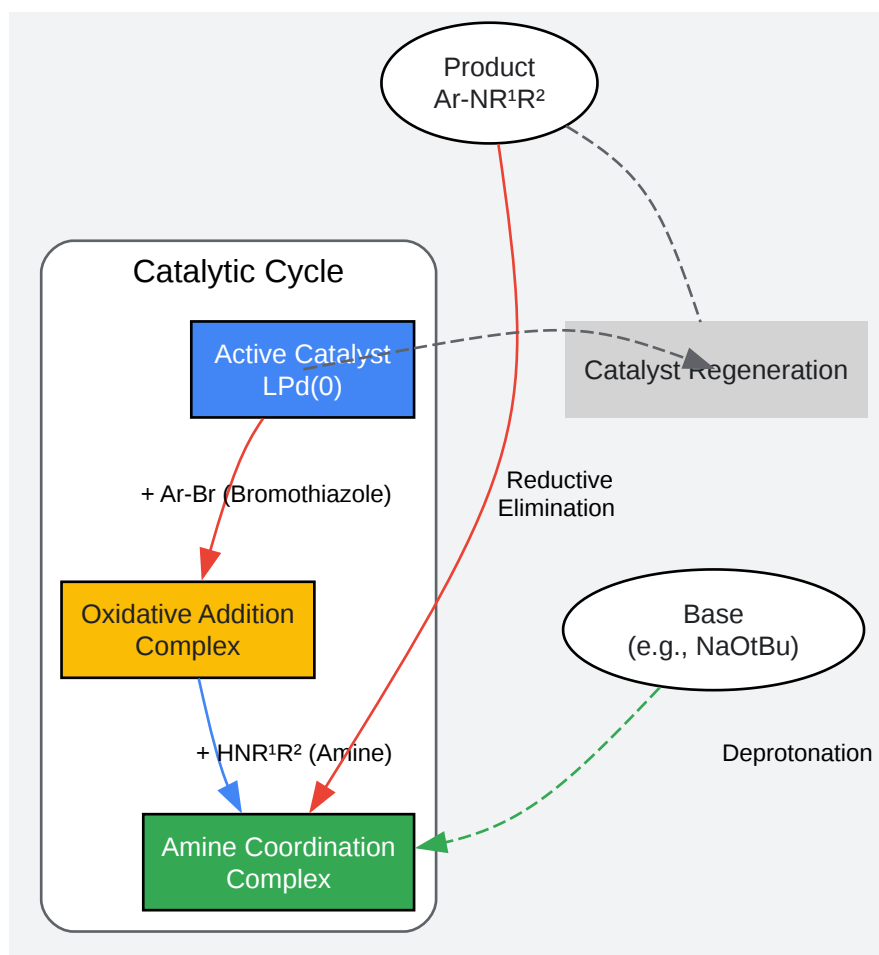 Product
Ar-NR¹R²
Catalytic Cycle
Active Catalyst
LPd(0)
Catalyst Regeneration
+ Ar-Br (Bromothiazole)
Reductive
Elimination
Oxidative Addition
Complex
Base
(e.g., NaOtBu)
+ HNR¹R² (Amine)
Deprotonation
Amine Coordination
Complex